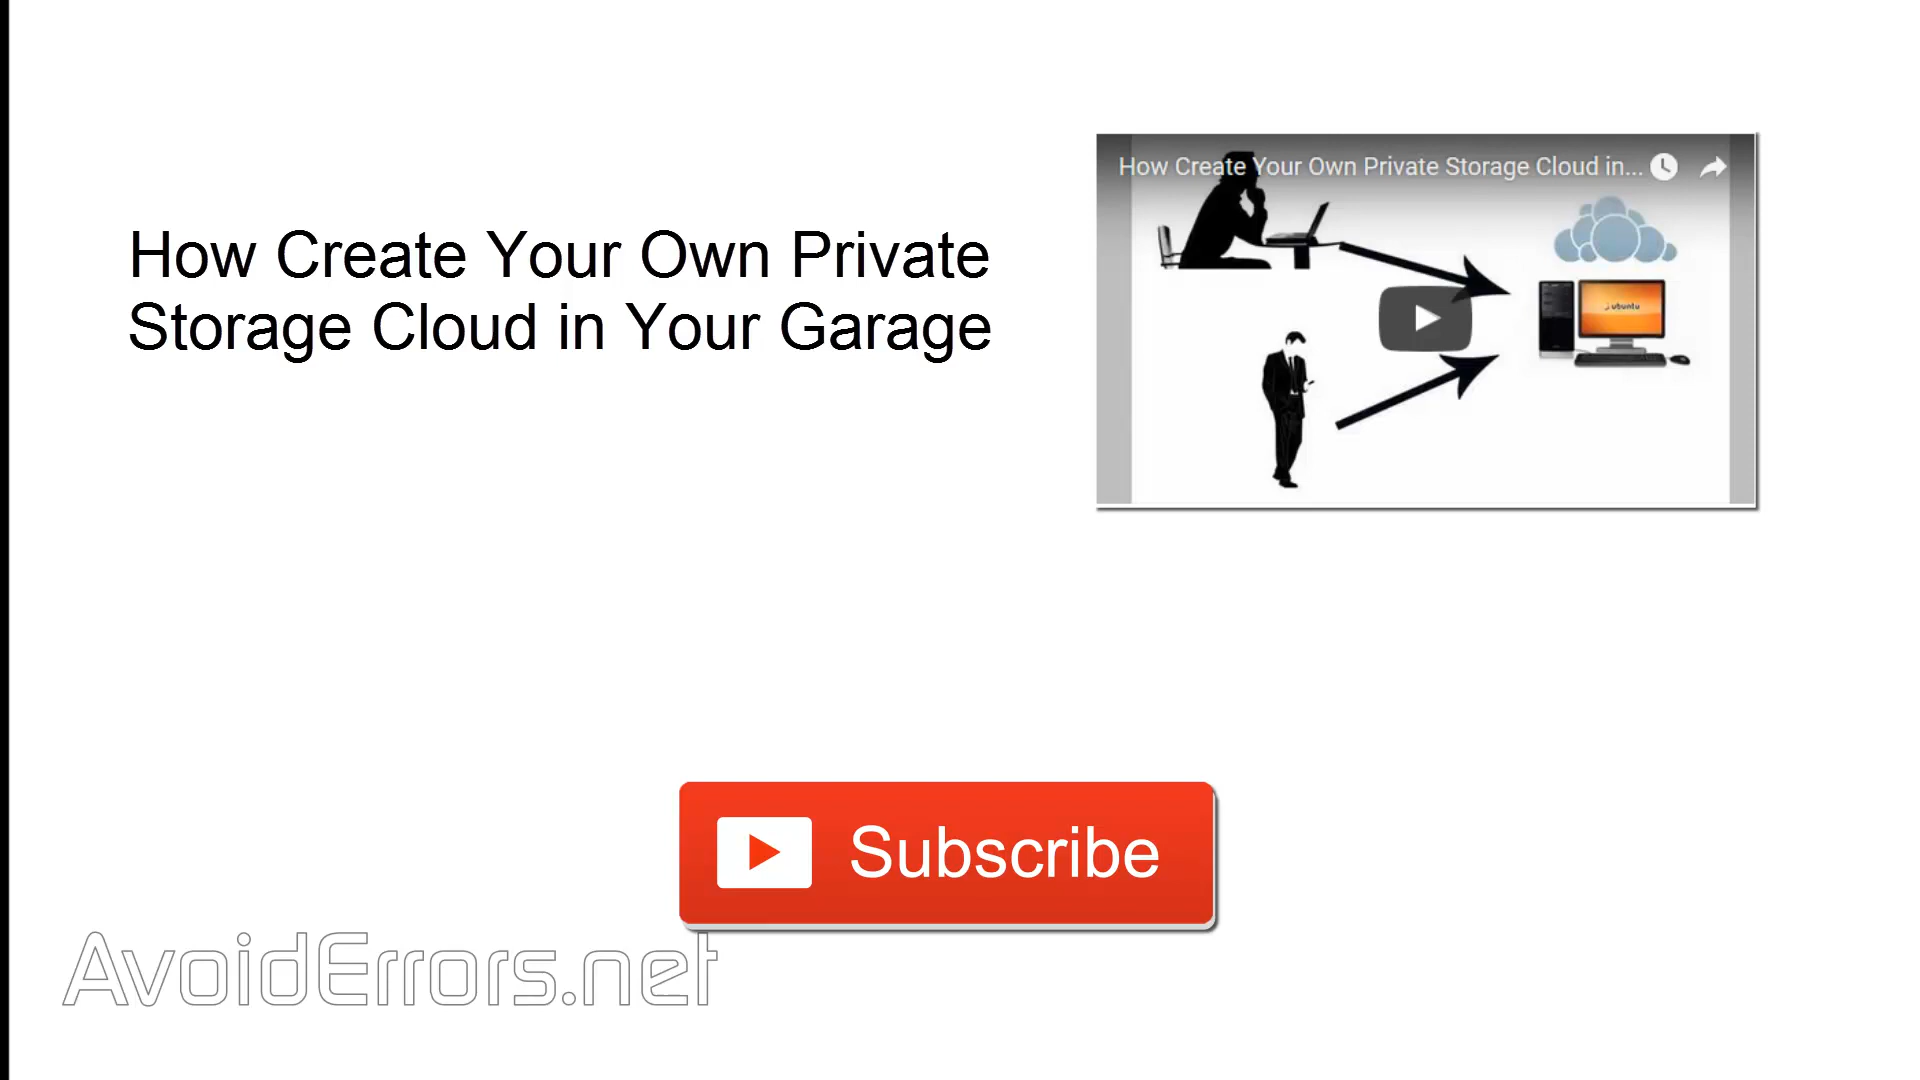 How Create Your Own Private Storage Cloud in...
How Create Your Own Private
Storage Cloud in Your Garage
ubuntu
Subscribe
AvoidErrors.net